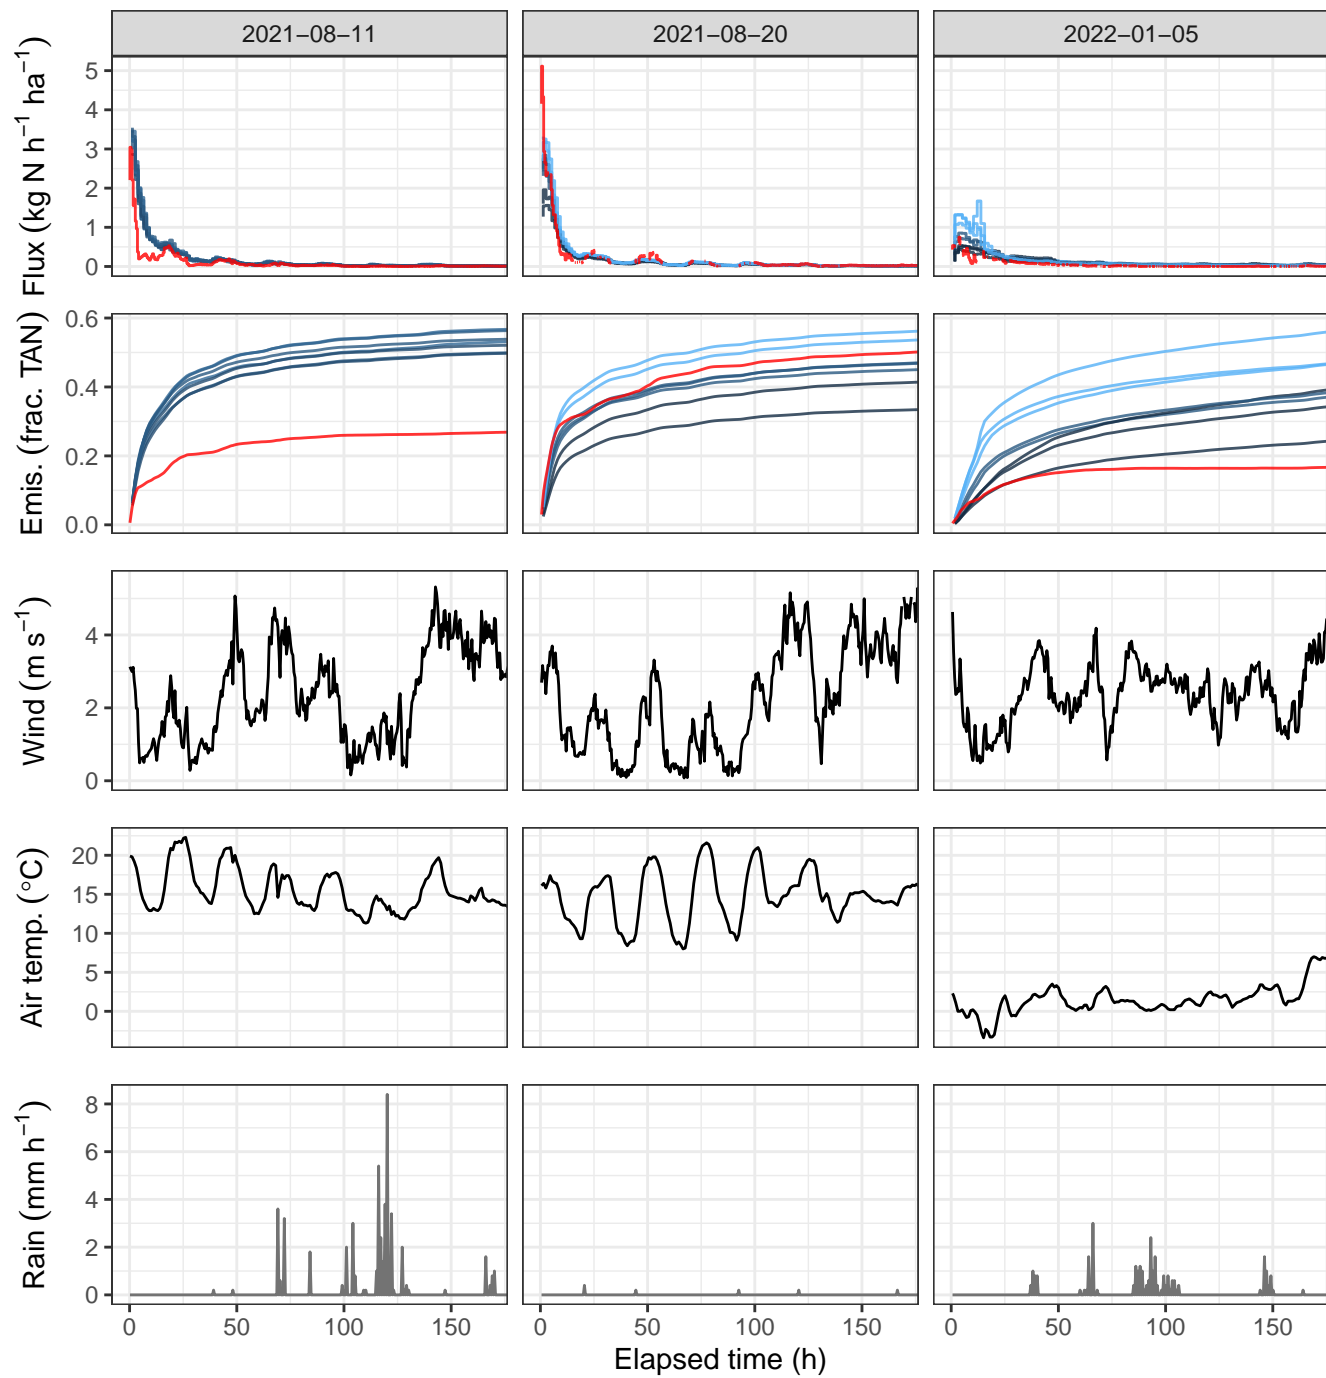 2021−08−11 2021−08−20 2022−01−05
Flux (kg N h⁻¹ ha⁻¹)
5
4
3
2
1
0
Emis. (frac. TAN)
0.6
0.4
0.2
0.0
Wind (m s⁻¹)
4
2
0
Air temp. (°C)
20
15
10
5
0
Rain (mm h⁻¹)
8
6
4
2
0
0 50 100 150 0 50 100 150 0 50 100 150
Elapsed time (h)